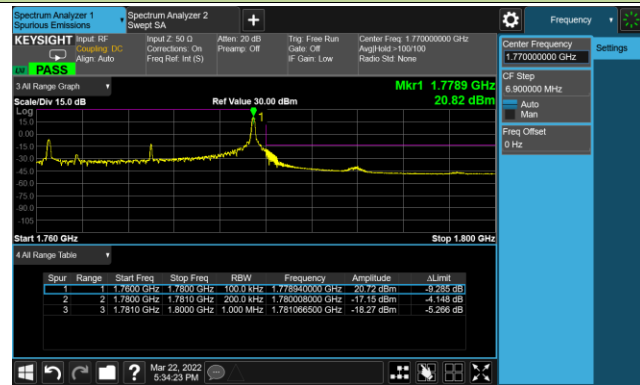 Spectrum Analyzer 1
Spurious Emissions
Spectrum Analyzer 2
Swept SA
Frequency
KEYSIGHT
Input: RF
Coupling: DC
Align: Auto
Input Z: 50 Ω
Corrections: On
Freq Ref: Int (S)
Atten: 20 dB
Preamp: Off
Trig: Free Run
Gate: Off
IF Gain: Low
Center Freq: 1.770000000 GHz
Avg|Hold >100/100
Radio Std: None
LW PASS
Center Frequency
1.770000000 GHz
Settings
CF Step
6.900000 MHz
Auto
Man
Freq Offset
0 Hz
3 All Range Graph
Mkr1 1.7789 GHz
Scale/Div 15.0 dB
Ref Value 30.00 dBm
20.82 dBm
Log
15.0
0.00
-15.0
-30.0
-45.0
-60.0
-75.0
-90.0
-105
1
Start 1.760 GHz
Stop 1.800 GHz
4 All Range Table
Spur Range Start Freq Stop Freq RBW Frequency Amplitude ΔLimit
1 1 1.7600 GHz 1.7800 GHz 100.0 kHz 1.778940000 GHz 20.72 dBm -9.285 dB
2 2 1.7800 GHz 1.7810 GHz 200.0 kHz 1.780008000 GHz -17.15 dBm -4.148 dB
3 3 1.7810 GHz 1.8000 GHz 1.000 MHz 1.781066500 GHz -18.27 dBm -5.266 dB
Mar 22, 2022
5:34:23 PM